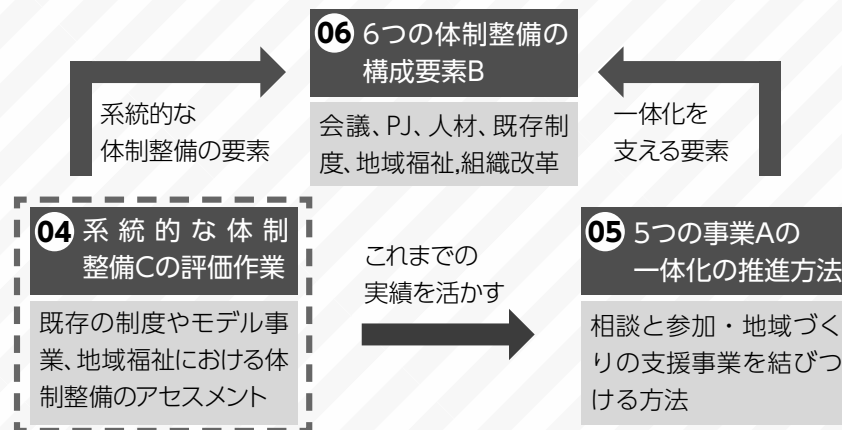 06 6つの体制整備の
構成要素B
会議、PJ、人材、既存制
度、地域福祉,組織改革
系統的な
体制整備の要素
一体化を
支える要素
04 系統的な体制
整備Cの評価作業
既存の制度やモデル事
業、地域福祉における体
制整備のアセスメント
これまでの
実績を活かす
05 5つの事業Aの
一体化の推進方法
相談と参加・地域づく
りの支援事業を結びつ
ける方法